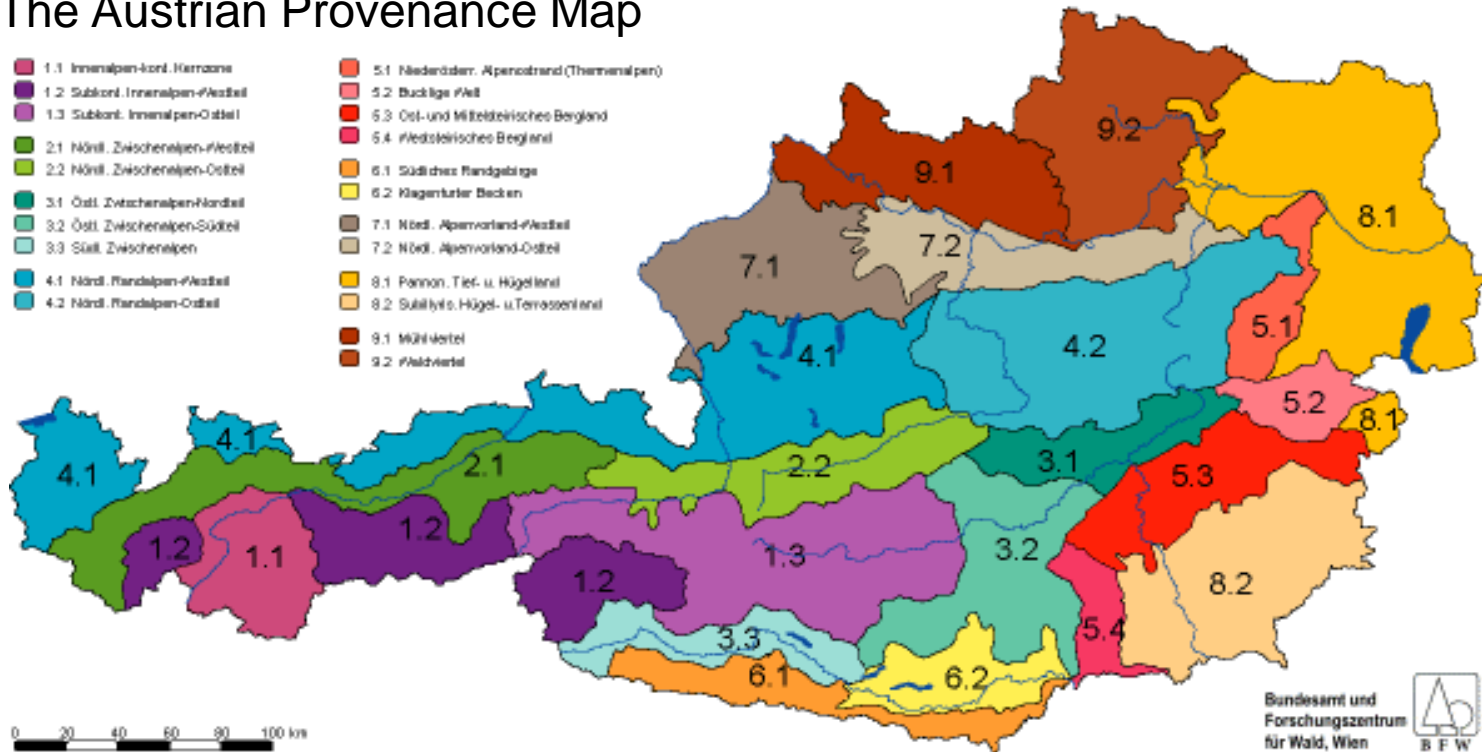 The Austrian Provenance Map
1.1 Innenalpen-kont. Kernzone
1.2 Subkont. Innenalpen-Westteil
1.3 Subkont. Innenalpen-Ostteil
2.1 Nördl. Zwischenalpen-Westteil
2.2 Nördl. Zwischenalpen-Ostteil
3.1 Östl. Zwischenalpen-Nordteil
3.2 Östl. Zwischenalpen-Südteil
3.3 Südl. Zwischenalpen
4.1 Nördl. Randalpen-Westteil
4.2 Nördl. Randalpen-Ostteil
5.1 Niederösterr. Alpenostrand (Thermenalpen)
5.2 Bucklige Welt
5.3 Ost- und Mittelsteirisches Bergland
5.4 Weststeirisches Bergland
6.1 Südliches Randgebirge
6.2 Klagenfurter Becken
7.1 Nördl. Alpenvorland-Westteil
7.2 Nördl. Alpenvorland-Ostteil
8.1 Pannon. Tief- u. Hügelland
8.2 Subillyris. Hügel- u. Terrassenland
9.1 Mühlviertel
9.2 Waldviertel
9.2
9.1
8.1
7.2
7.1
5.1
4.2
4.1
5.2
8.1
4.1
2.1
2.2
3.1
4.1
5.3
1.2
1.2
1.1
1.3
3.2
1.2
8.2
5.4
3.3
6.1
6.2
0 20 40 60 80 100 km
Bundesamt und
Forschungszentrum
für Wald, Wien
B F W